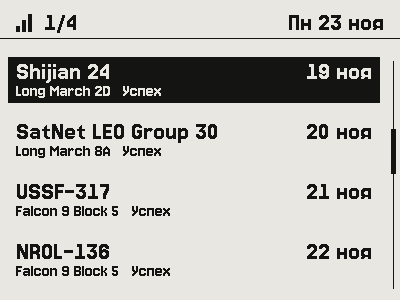 1/4 Пн 23 ноя
Shijian 24 19 ноя
Long March 2D Успех
SatNet LEO Group 30 20 ноя
Long March 8A Успех
USSF-317 21 ноя
Falcon 9 Block 5 Успех
NROL-136 22 ноя
Falcon 9 Block 5 Успех